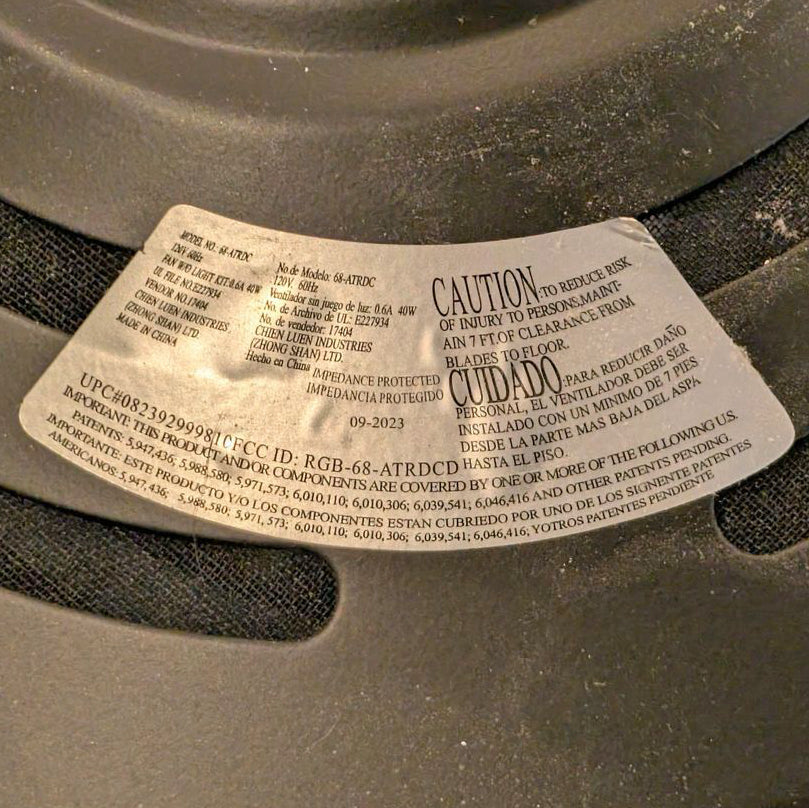 MODEL NO. 68-ATRDC
120V 60Hz
FAN W/O LIGHT KIT:0.6A 40W
UL FILE NO.E227934
VENDOR NO.17404
CHIEN LUEN INDUSTRIES
(ZHONG SHAN) LTD.
MADE IN CHINA
No de Modelo: 68-ATRDC
120V. 60Hz
Ventilador sin juego de luz: 0.6A 40W
No. de Archivo de UL: E227934
No. de vendedor: 17404
CHIEN LUEN INDUSTRIES
(ZHONG SHAN) LTD.
Hecho en China
IMPEDANCE PROTECTED
IMPEDANCIA PROTEGIDO
09-2023
CAUTION:TO REDUCE RISK
OF INJURY TO PERSONS,MAINT-
AIN 7 FT.OF CLEARANCE FROM
BLADES TO FLOOR.
CUIDADO:PARA REDUCIR DAÑO
PERSONAL, EL VENTILADOR DEBE SER
INSTALADO CON UN MINIMO DE 7 PIES
DESDE LA PARTE MAS BAJA DEL ASPA
HASTA EL PISO.
UPC#082392999810 FCC ID: RGB-68-ATRDCD
IMPORTANT: THIS PRODUCT AND/OR COMPONENTS ARE COVERED BY ONE OR MORE OF THE FOLLOWING U.S.
PATENTS: 5,947,436; 5,988,580; 5,971,573; 6,010,110; 6,010,306; 6,039,541; 6,046,416 AND OTHER PATENTS PENDING.
IMPORTANTE: ESTE PRODUCTO Y/O LOS COMPONENTES ESTAN CUBRIEDO POR UNO DE LOS SIGNIENTE PATENTES
AMERICANOS: 5,947,436; 5,988,580; 5,971,573; 6,010,110; 6,010,306; 6,039,541; 6,046,416; YOTROS PATENTES PENDIENTE